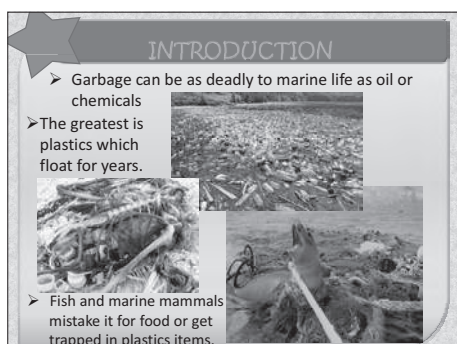 INTRODUCTION
➢ Garbage can be as deadly to marine life as oil or
chemicals
➢The greatest is
plastics which
float for years.
➢ Fish and marine mammals
mistake it for food or get
trapped in plastics items.